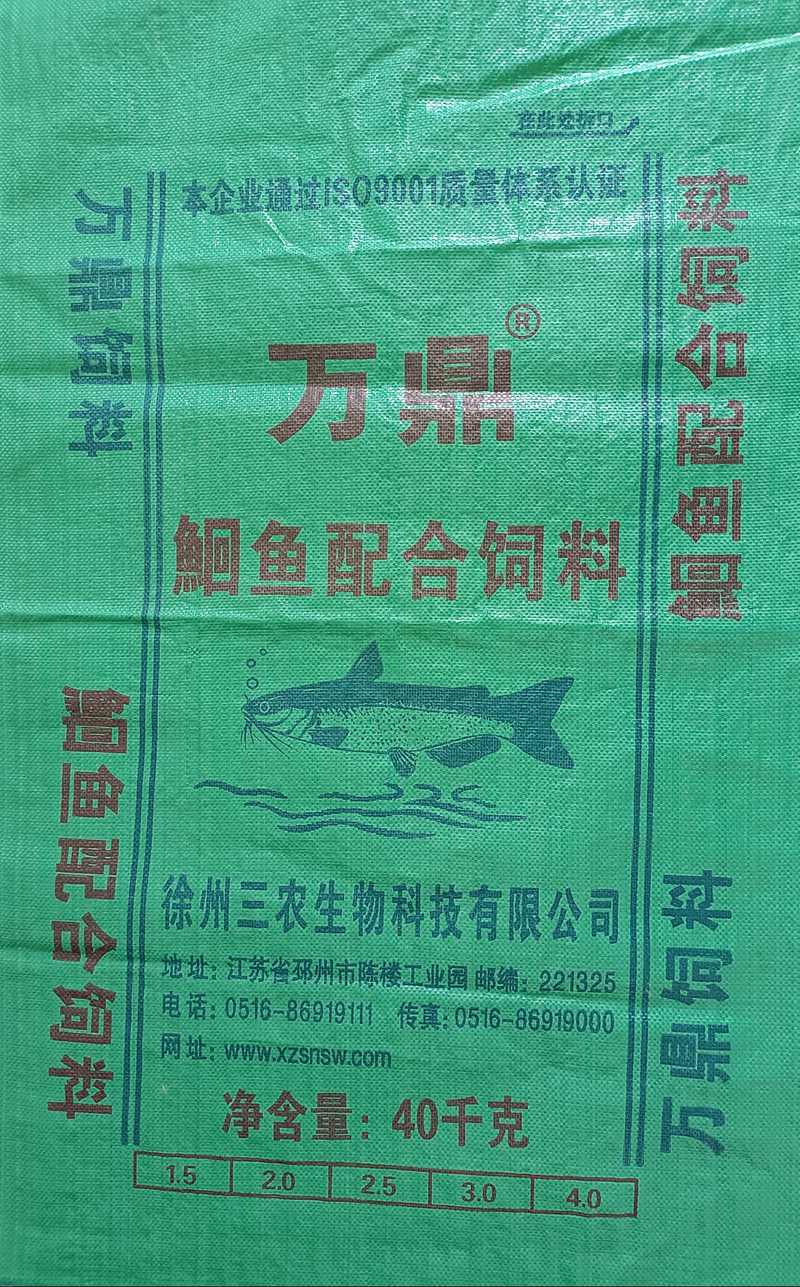 在此处拆口
本企业通过ISO9001质量体系认证
万鼎®
鮰鱼配合饲料
徐州三农生物科技有限公司
地址：江苏省邳州市陈楼工业园 邮编：221325
电话：0516-86919111 传真：0516-86919000
网址：www.xzsnsw.com
净含量：40千克
1.5 2.0 2.5 3.0 4.0
万鼎饲料
鮰鱼配合饲料
鮰鱼配合饲料
万鼎饲料